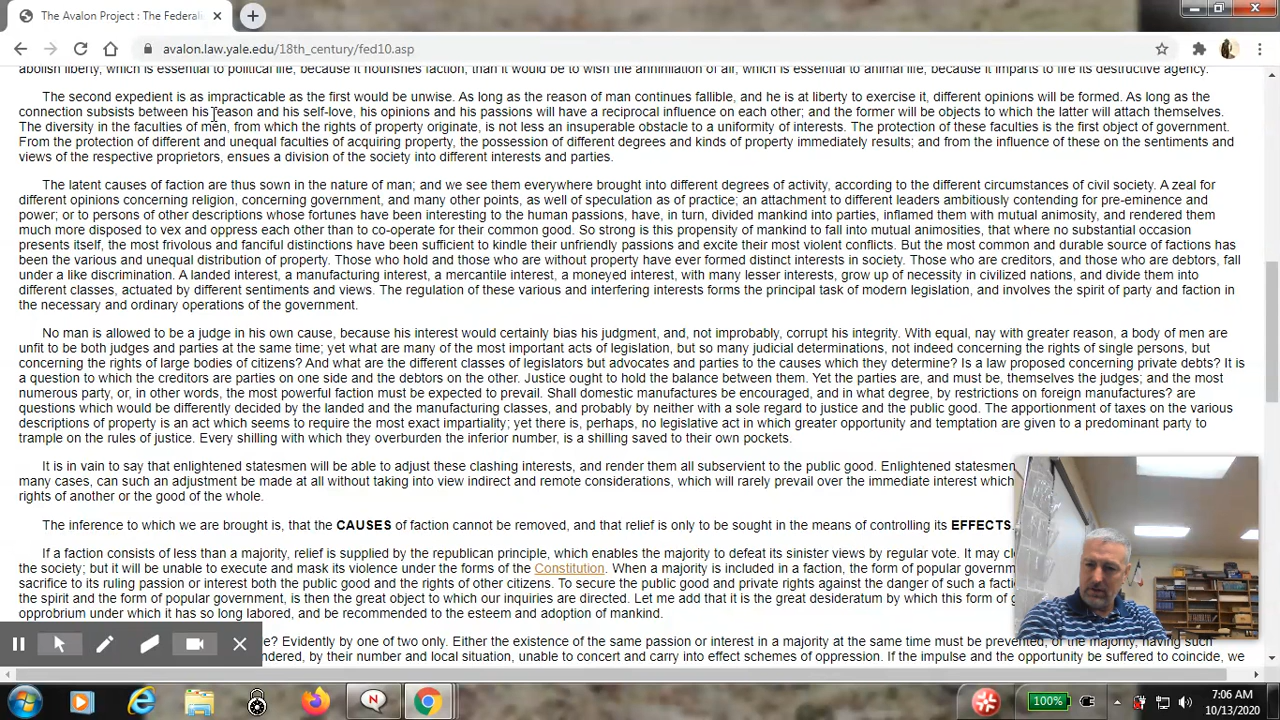 The Avalon Project : The Federali
avalon.law.yale.edu/18th_century/fed10.asp
abolish liberty, which is essential to political life, because it nourishes faction, than it would be to wish the annihilation of air, which is essential to animal life, because it imparts to fire its destructive agency.
The second expedient is as impracticable as the first would be unwise. As long as the reason of man continues fallible, and he is at liberty to exercise it, different opinions will be formed. As long as the
connection subsists between his reason and his self-love, his opinions and his passions will have a reciprocal influence on each other; and the former will be objects to which the latter will attach themselves.
The diversity in the faculties of men, from which the rights of property originate, is not less an insuperable obstacle to a uniformity of interests. The protection of these faculties is the first object of government.
From the protection of different and unequal faculties of acquiring property, the possession of different degrees and kinds of property immediately results; and from the influence of these on the sentiments and
views of the respective proprietors, ensues a division of the society into different interests and parties.
The latent causes of faction are thus sown in the nature of man; and we see them everywhere brought into different degrees of activity, according to the different circumstances of civil society. A zeal for
different opinions concerning religion, concerning government, and many other points, as well of speculation as of practice; an attachment to different leaders ambitiously contending for pre-eminence and
power; or to persons of other descriptions whose fortunes have been interesting to the human passions, have, in turn, divided mankind into parties, inflamed them with mutual animosity, and rendered them
much more disposed to vex and oppress each other than to co-operate for their common good. So strong is this propensity of mankind to fall into mutual animosities, that where no substantial occasion
presents itself, the most frivolous and fanciful distinctions have been sufficient to kindle their unfriendly passions and excite their most violent conflicts. But the most common and durable source of factions has
been the various and unequal distribution of property. Those who hold and those who are without property have ever formed distinct interests in society. Those who are creditors, and those who are debtors, fall
under a like discrimination. A landed interest, a manufacturing interest, a mercantile interest, a moneyed interest, with many lesser interests, grow up of necessity in civilized nations, and divide them into
different classes, actuated by different sentiments and views. The regulation of these various and interfering interests forms the principal task of modern legislation, and involves the spirit of party and faction in
the necessary and ordinary operations of the government.
No man is allowed to be a judge in his own cause, because his interest would certainly bias his judgment, and, not improbably, corrupt his integrity. With equal, nay with greater reason, a body of men are
unfit to be both judges and parties at the same time; yet what are many of the most important acts of legislation, but so many judicial determinations, not indeed concerning the rights of single persons, but
concerning the rights of large bodies of citizens? And what are the different classes of legislators but advocates and parties to the causes which they determine? Is a law proposed concerning private debts? It is
a question to which the creditors are parties on one side and the debtors on the other. Justice ought to hold the balance between them. Yet the parties are, and must be, themselves the judges; and the most
numerous party, or, in other words, the most powerful faction must be expected to prevail. Shall domestic manufactures be encouraged, and in what degree, by restrictions on foreign manufactures? are
questions which would be differently decided by the landed and the manufacturing classes, and probably by neither with a sole regard to justice and the public good. The apportionment of taxes on the various
descriptions of property is an act which seems to require the most exact impartiality; yet there is, perhaps, no legislative act in which greater opportunity and temptation are given to a predominant party to
trample on the rules of justice. Every shilling with which they overburden the inferior number, is a shilling saved to their own pockets.
It is in vain to say that enlightened statesmen will be able to adjust these clashing interests, and render them all subservient to the public good. Enlightened statesmen
many cases, can such an adjustment be made at all without taking into view indirect and remote considerations, which will rarely prevail over the immediate interest which
rights of another or the good of the whole.
The inference to which we are brought is, that the CAUSES of faction cannot be removed, and that relief is only to be sought in the means of controlling its EFFECTS.
If a faction consists of less than a majority, relief is supplied by the republican principle, which enables the majority to defeat its sinister views by regular vote. It may cl
the society; but it will be unable to execute and mask its violence under the forms of the Constitution. When a majority is included in a faction, the form of popular governm
sacrifice to its ruling passion or interest both the public good and the rights of other citizens. To secure the public good and private rights against the danger of such a facti
the spirit and the form of popular government, is then the great object to which our inquiries are directed. Let me add that it is the great desideratum by which this form of g
opprobrium under which it has so long labored, and be recommended to the esteem and adoption of mankind.
e? Evidently by one of two only. Either the existence of the same passion or interest in a majority at the same time must be prevented, or the majority, having such
ndered, by their number and local situation, unable to concert and carry into effect schemes of oppression. If the impulse and the opportunity be suffered to coincide, we
100%
7:06 AM
10/13/2020